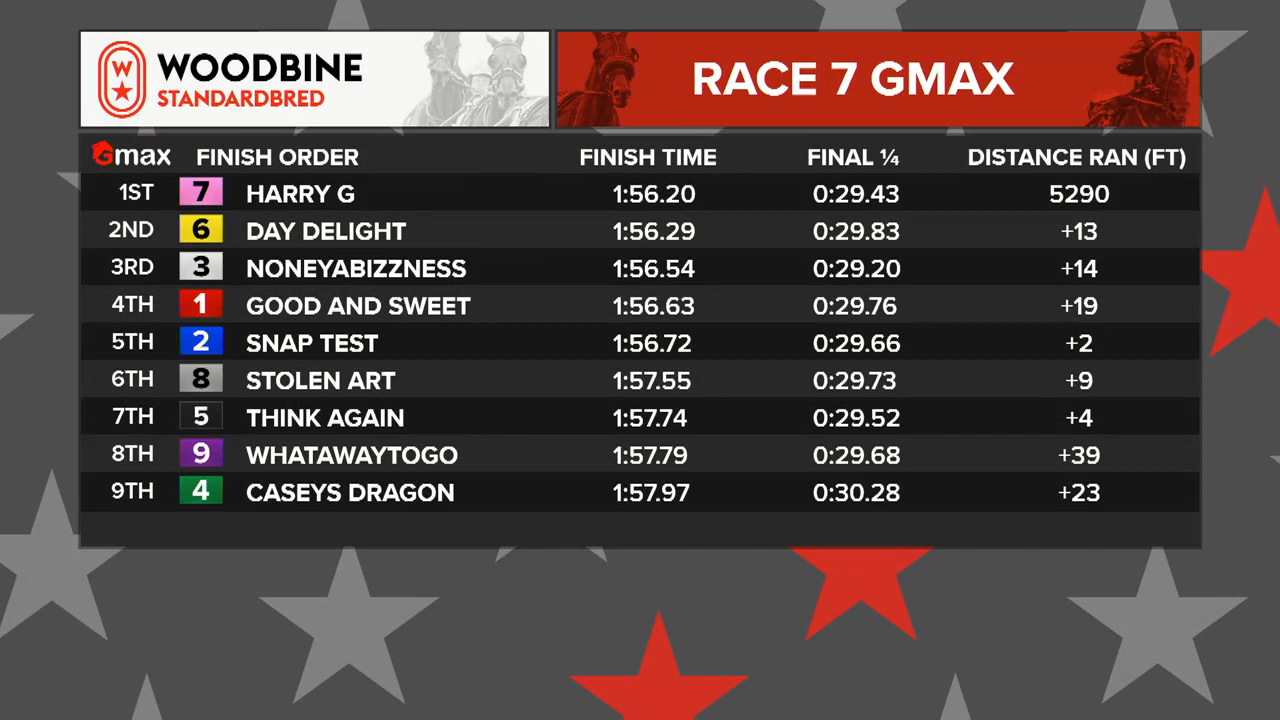 W
WOODBINE
STANDARDBRED
RACE 7 GMAX
Gmax FINISH ORDER FINISH TIME FINAL ¼ DISTANCE RAN (FT)
1ST 7 HARRY G 1:56.20 0:29.43 5290
2ND 6 DAY DELIGHT 1:56.29 0:29.83 +13
3RD 3 NONEYABIZZNESS 1:56.54 0:29.20 +14
4TH 1 GOOD AND SWEET 1:56.63 0:29.76 +19
5TH 2 SNAP TEST 1:56.72 0:29.66 +2
6TH 8 STOLEN ART 1:57.55 0:29.73 +9
7TH 5 THINK AGAIN 1:57.74 0:29.52 +4
8TH 9 WHATAWAYTOGO 1:57.79 0:29.68 +39
9TH 4 CASEYS DRAGON 1:57.97 0:30.28 +23